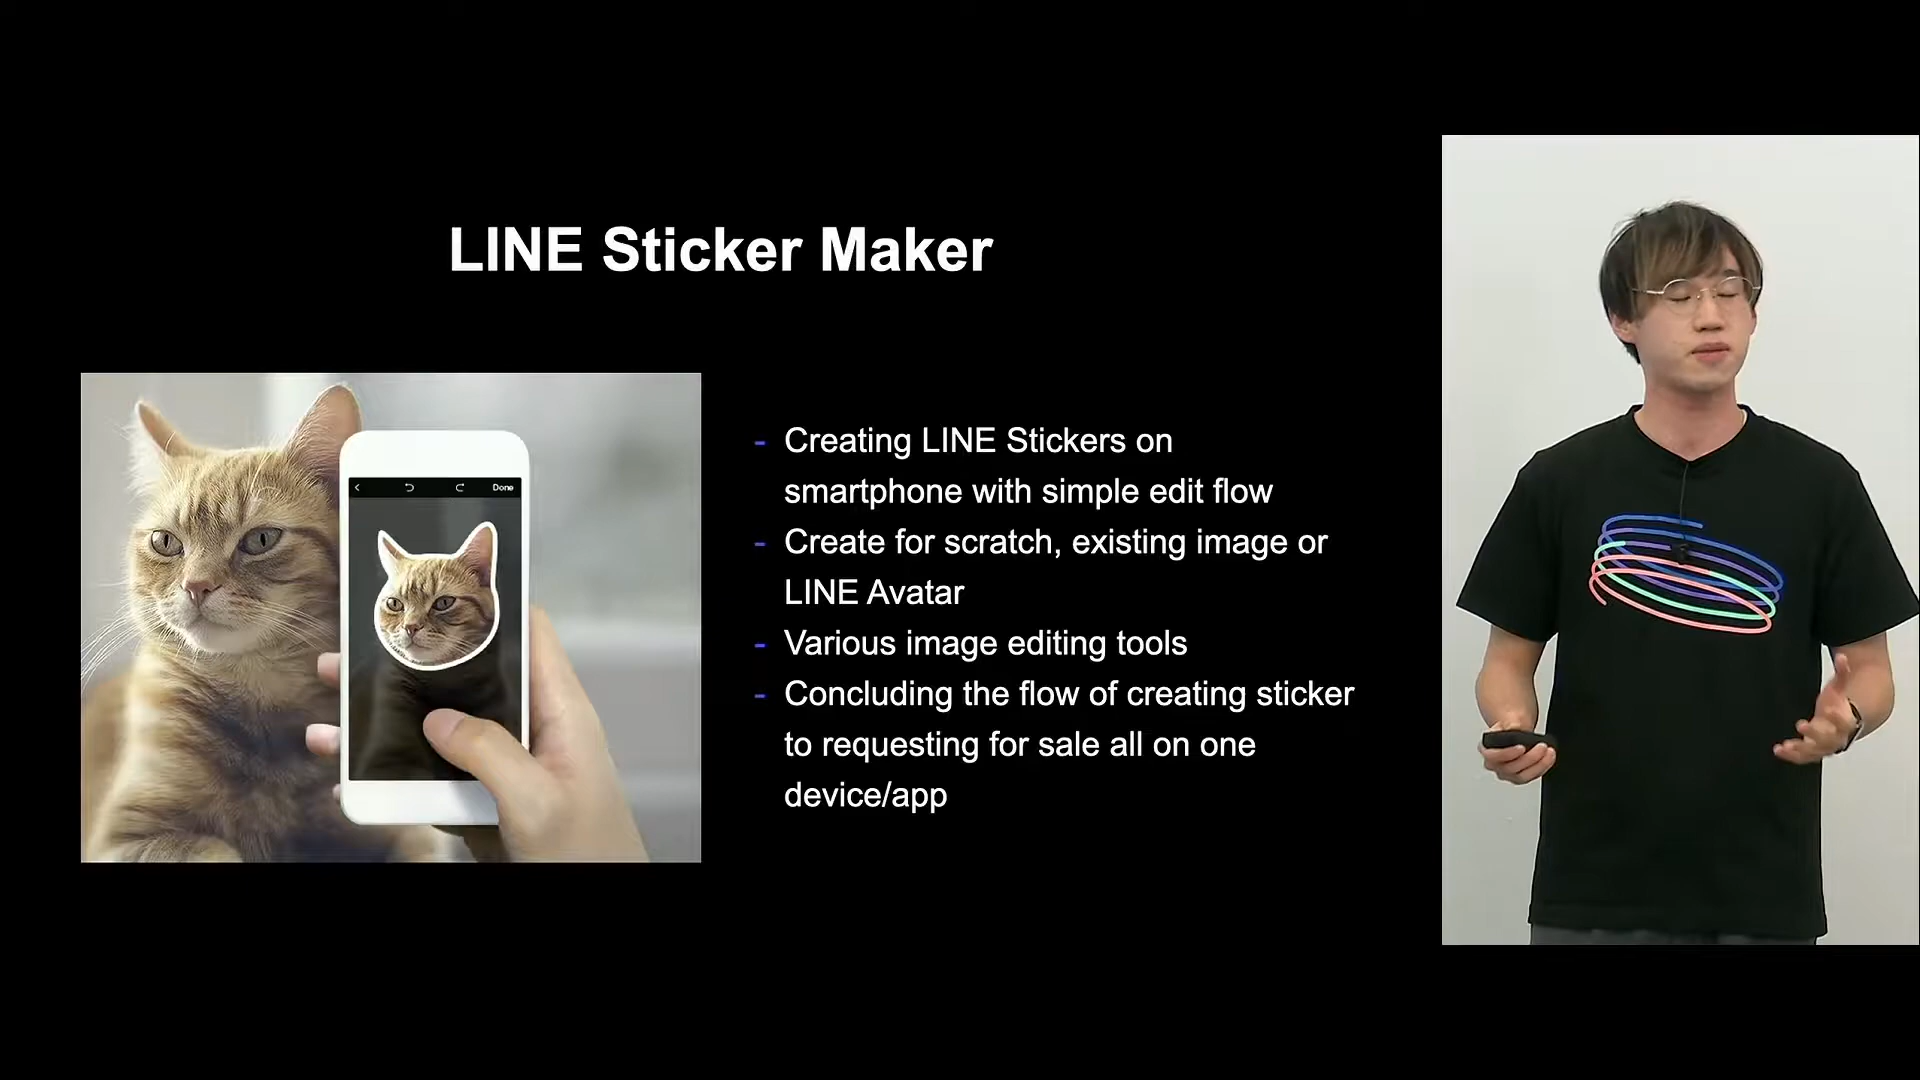 LINE Sticker Maker
Done
- Creating LINE Stickers on
smartphone with simple edit flow
- Create for scratch, existing image or
LINE Avatar
- Various image editing tools
- Concluding the flow of creating sticker
to requesting for sale all on one
device/app